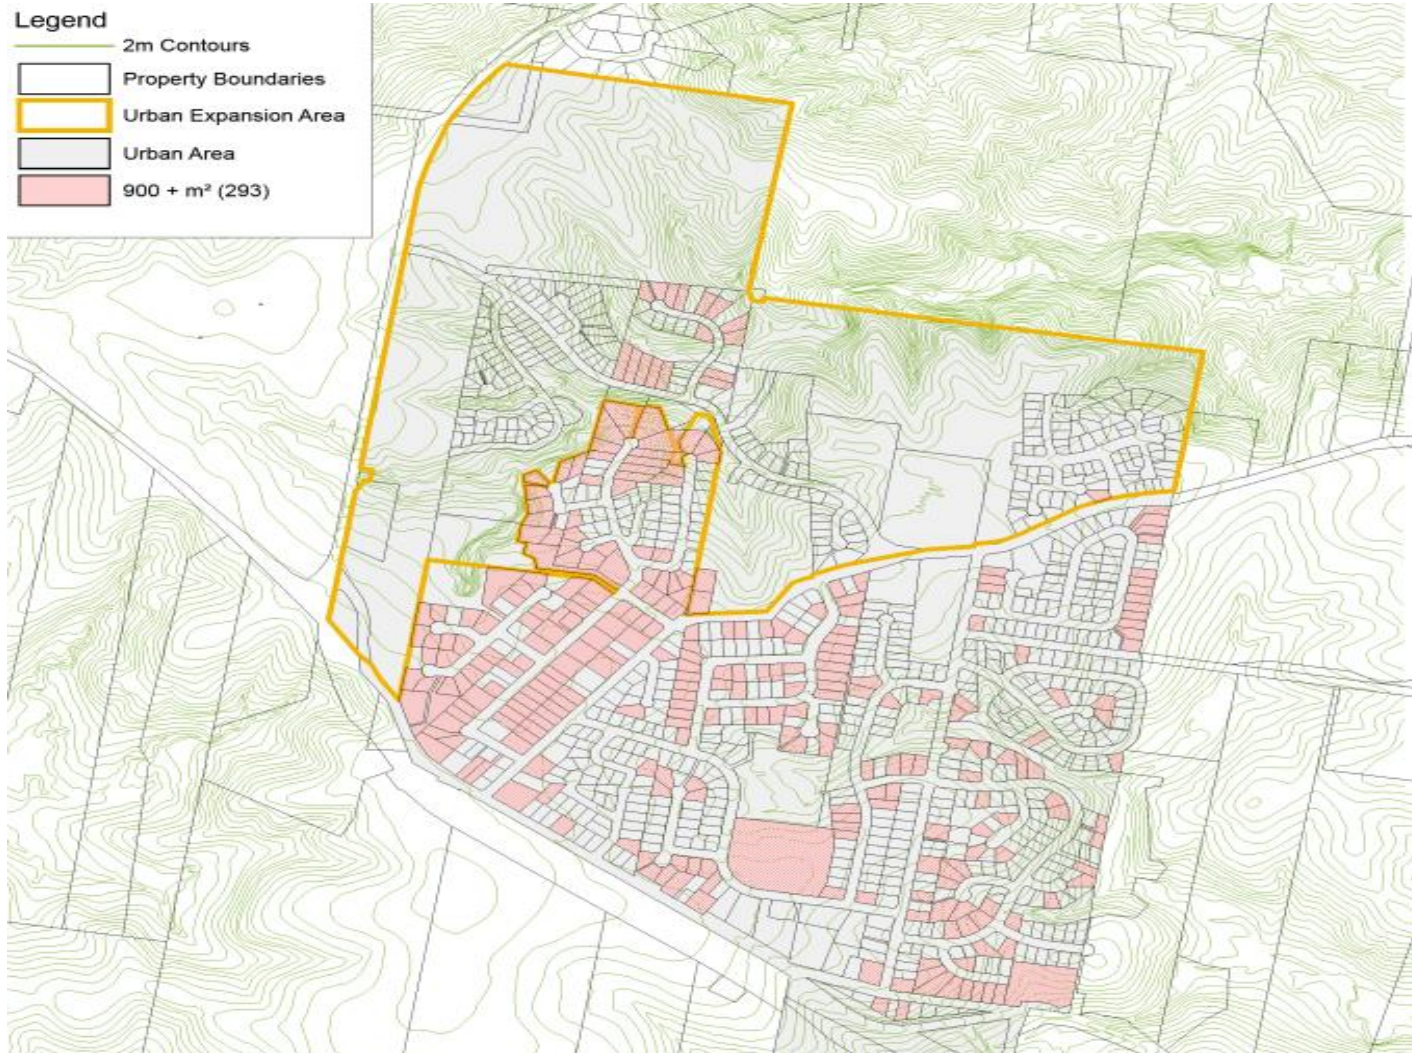 Legend
2m Contours
Property Boundaries
Urban Expansion Area
Urban Area
900 + m² (293)